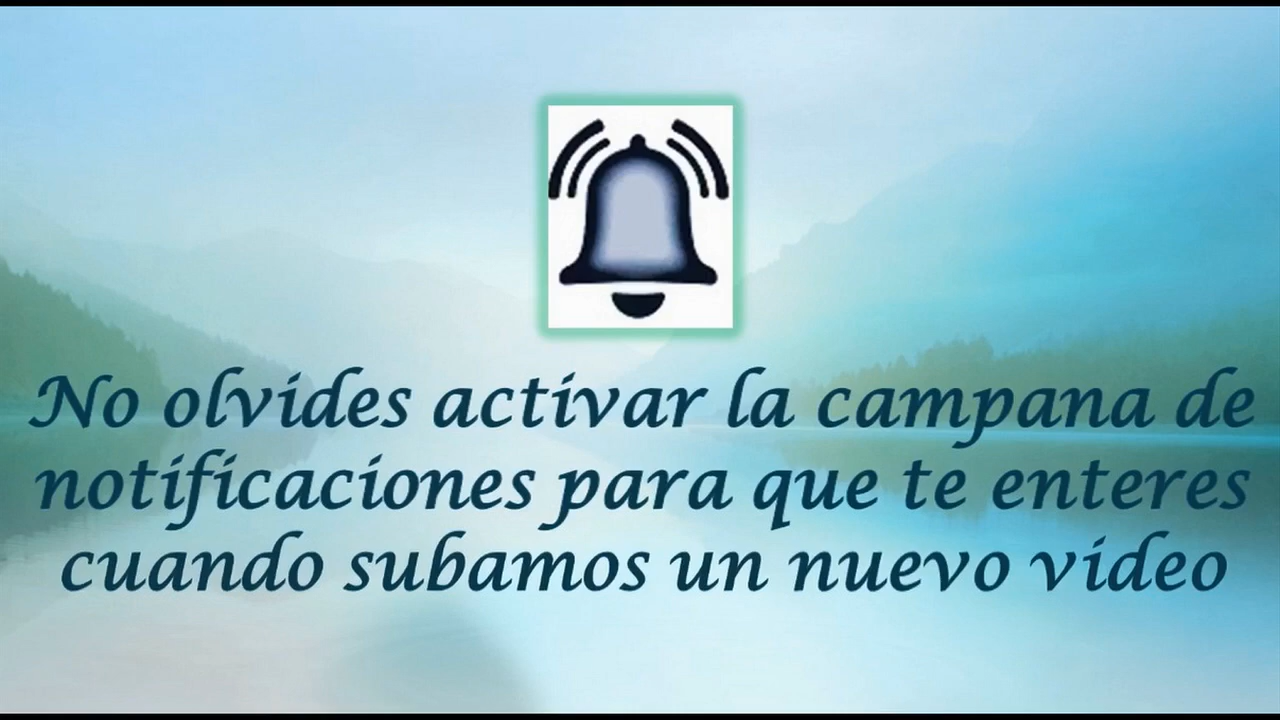 No olvides activar la campana de
notificaciones para que te enteres
cuando subamos un nuevo video